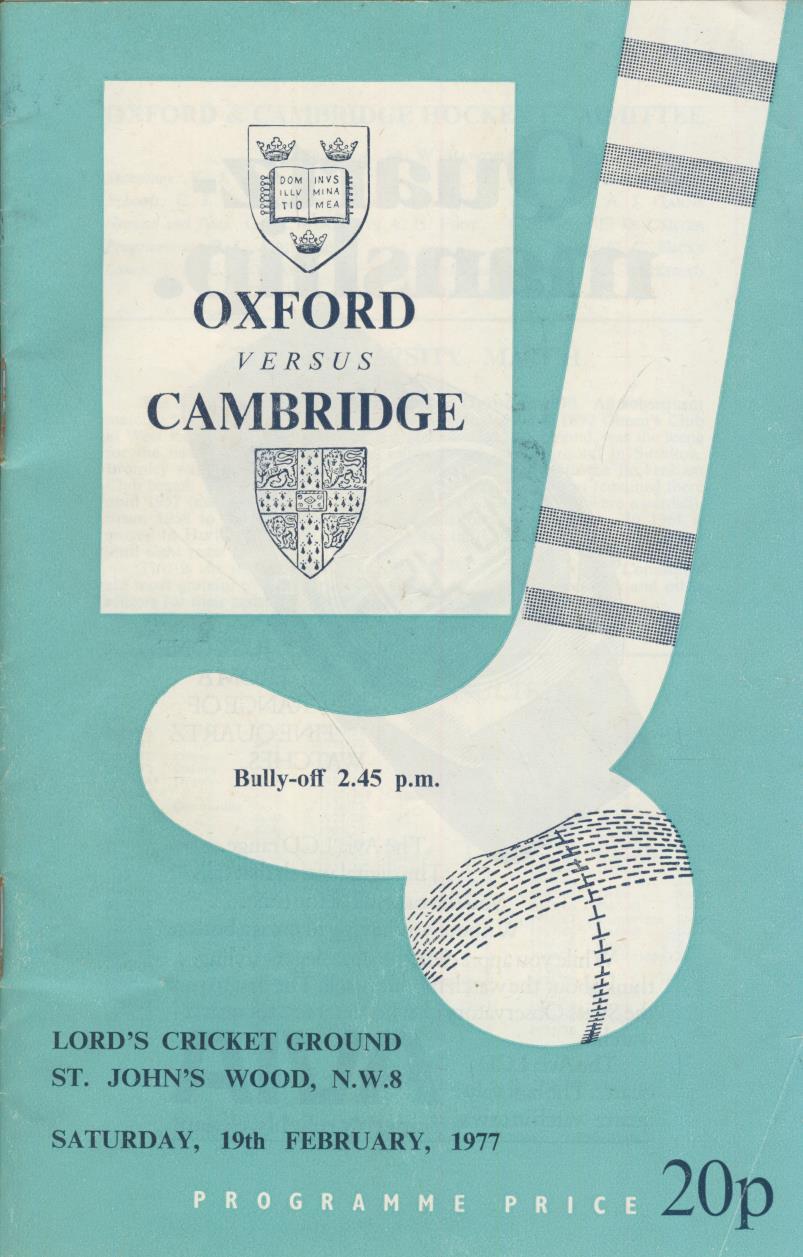 DOM INVS
ILLV MINA
TIO MEA
OXFORD
VERSUS
CAMBRIDGE
Bully-off 2.45 p.m.
LORD'S CRICKET GROUND
ST. JOHN'S WOOD, N.W.8
SATURDAY, 19th FEBRUARY, 1977
PROGRAMME PRICE 20p